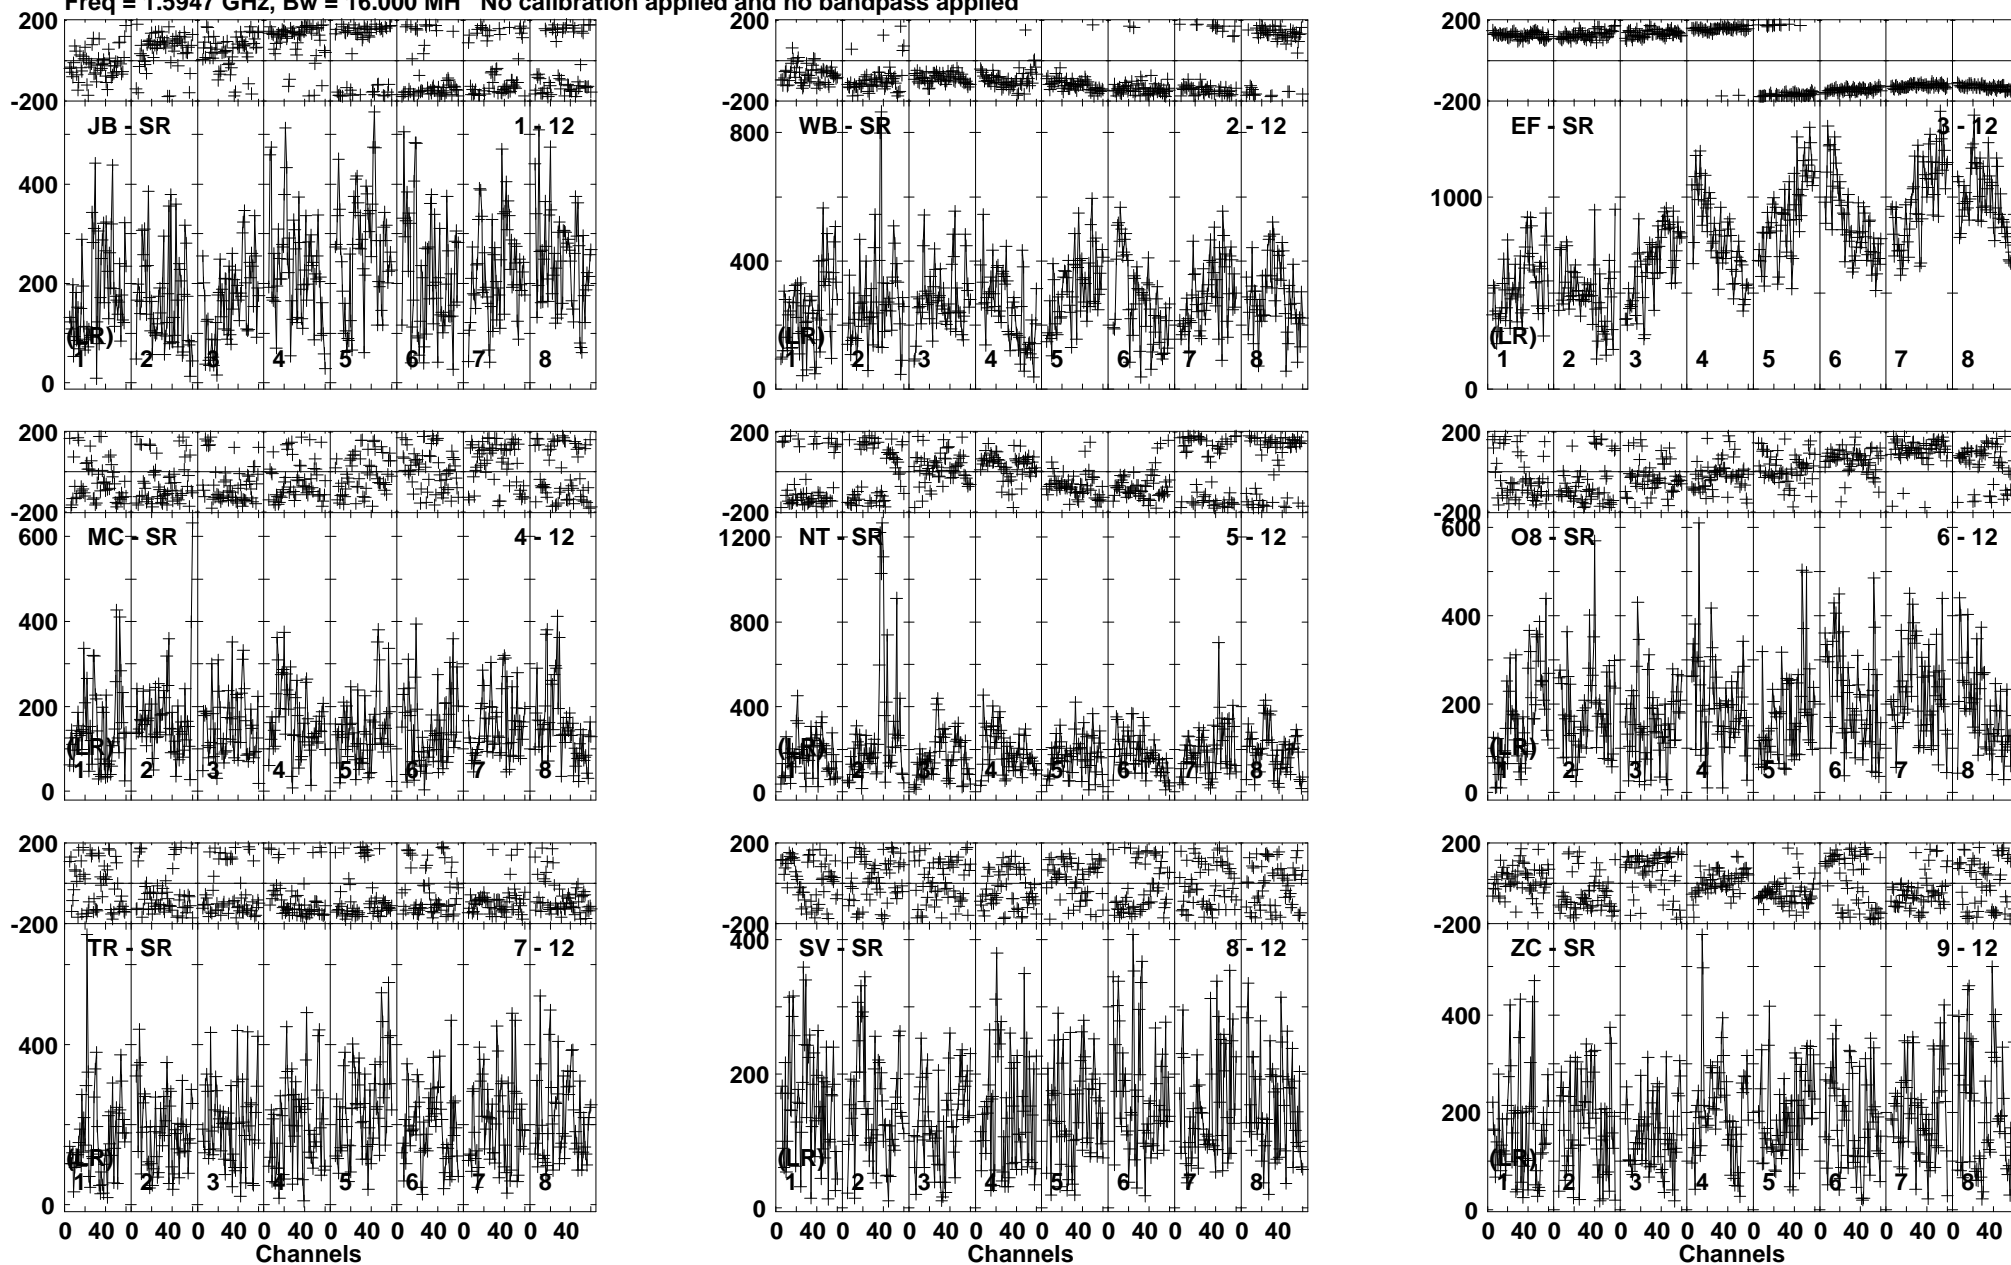 Freq = 1.5947 GHz, Bw = 16.000 MH No calibration applied and no bandpass applied
200 200 200
-200 -200 -200
JB - SR 1 - 12 WB - SR 2 - 12 EF - SR 3 - 12
800
400 1000
400
200
(LR) (LR) (LR)
1 2 3 4 5 6 7 8 1 2 3 4 5 6 7 8 1 2 3 4 5 6 7 8
0 0 0
200 200 200
-200 -200 -200
MC - SR 4 - 12 NT - SR 5 - 12 O8 - SR 6 - 12
600 1200 600
400 800 400
200 400 200
(LR) (LR) (LR)
1 2 3 4 5 6 7 8 1 2 3 4 5 6 7 8 1 2 3 4 5 6 7 8
0 0 0
200 200 200
-200 -200 -200
TR - SR 7 - 12 SV - SR 8 - 12 ZC - SR 9 - 12
400 400 400
200 200
(LR) (LR) (LR)
1 2 3 4 5 6 7 8 1 2 3 4 5 6 7 8 1 2 3 4 5 6 7 8
0 0 0
0 40 0 40 0 40 0 40 0 40 0 40 0 40 0 40 0 40 0 40 0 40 0 40 0 40 0 40 0 40 0 40 0 40 0 40 0 40 0 40 0 40 0 40 0 40 0 40
Channels Channels Channels